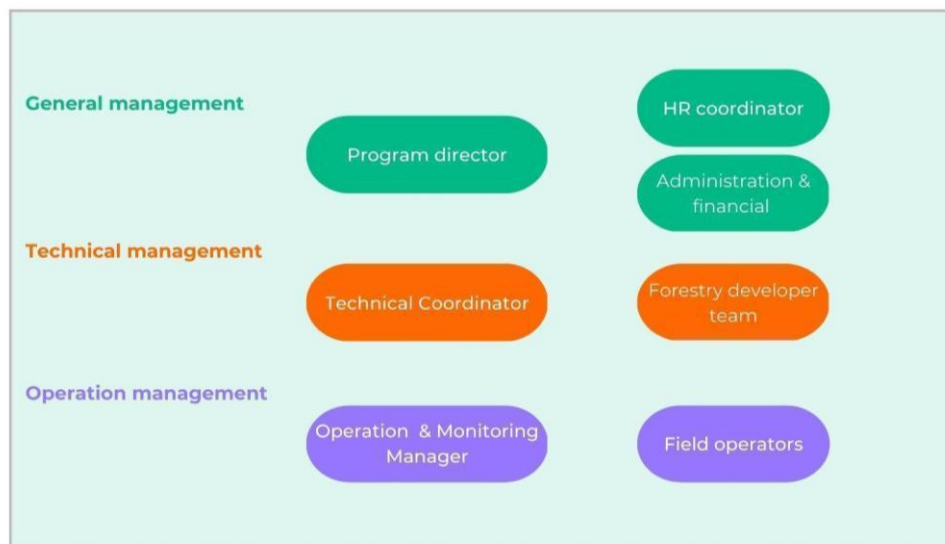 General management
HR coordinator
Program director
Administration &
financial
Technical management
Technical Coordinator
Forestry developer
team
Operation management
Operation & Monitoring
Manager
Field operators